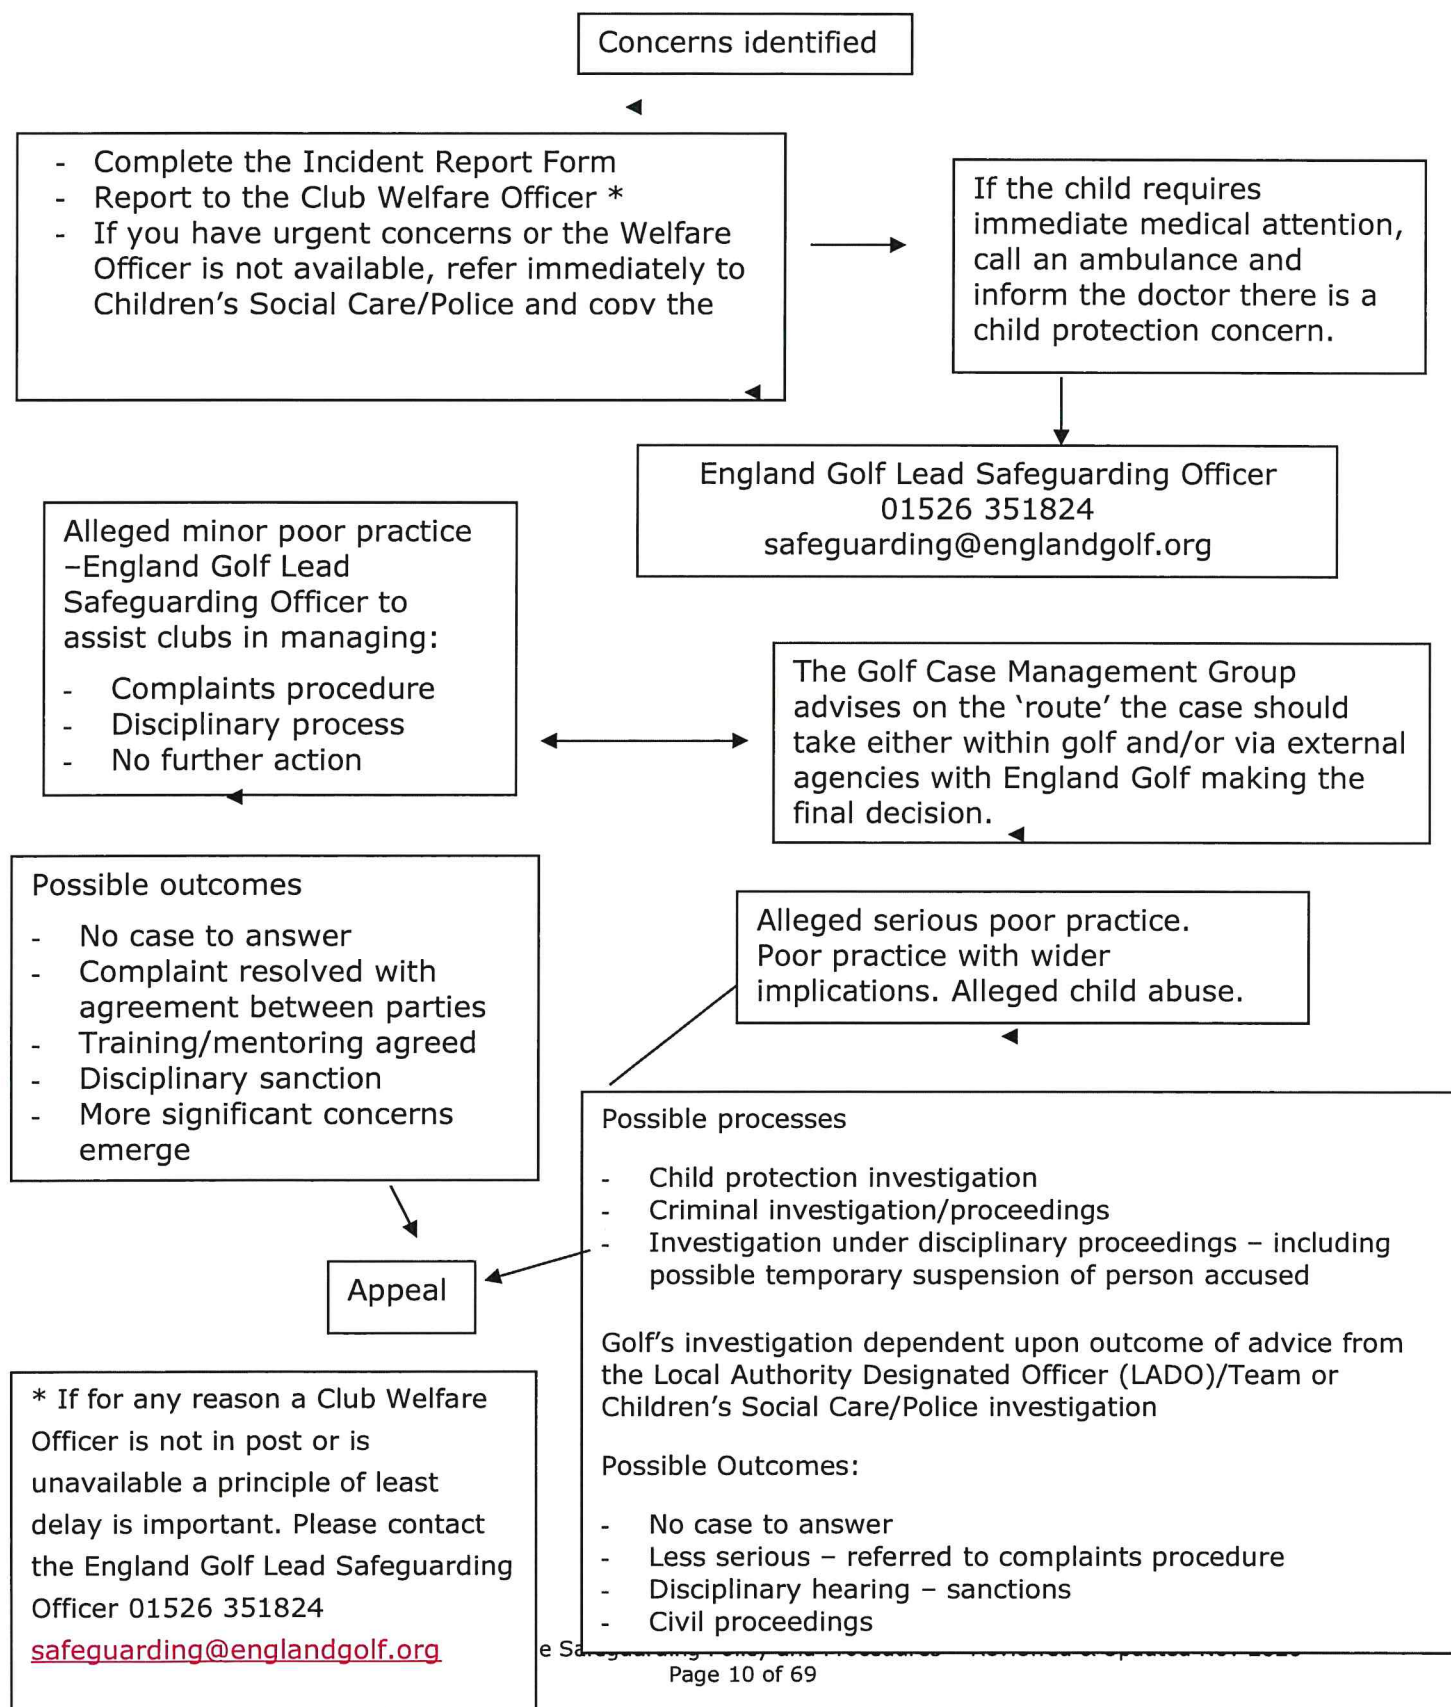 Concerns identified
- Complete the Incident Report Form
- Report to the Club Welfare Officer *
- If you have urgent concerns or the Welfare
Officer is not available, refer immediately to
Children's Social Care/Police and copy the
If the child requires
immediate medical attention,
call an ambulance and
inform the doctor there is a
child protection concern.
England Golf Lead Safeguarding Officer
01526 351824
safeguarding@englandgolf.org
Alleged minor poor practice
–England Golf Lead
Safeguarding Officer to
assist clubs in managing:
- Complaints procedure
- Disciplinary process
- No further action
The Golf Case Management Group
advises on the ‘route’ the case should
take either within golf and/or via external
agencies with England Golf making the
final decision.
Possible outcomes
- No case to answer
- Complaint resolved with
agreement between parties
- Training/mentoring agreed
- Disciplinary sanction
- More significant concerns
emerge
Alleged serious poor practice.
Poor practice with wider
implications. Alleged child abuse.
Possible processes
- Child protection investigation
- Criminal investigation/proceedings
- Investigation under disciplinary proceedings – including
possible temporary suspension of person accused
Golf's investigation dependent upon outcome of advice from
the Local Authority Designated Officer (LADO)/Team or
Children's Social Care/Police investigation
Possible Outcomes:
- No case to answer
- Less serious – referred to complaints procedure
- Disciplinary hearing – sanctions
- Civil proceedings
Appeal
* If for any reason a Club Welfare
Officer is not in post or is
unavailable a principle of least
delay is important. Please contact
the England Golf Lead Safeguarding
Officer 01526 351824
safeguarding@englandgolf.org
Page 10 of 69